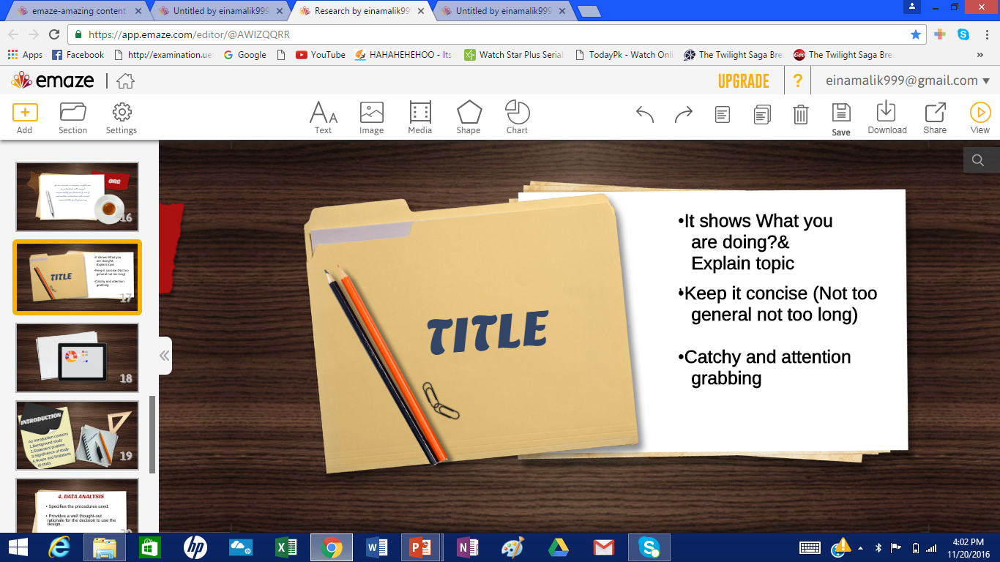 emaze-amazing content
Untitled by einamalik999
Research by einamalik999
Untitled by einamalik999
https://app.emaze.com/editor/@AWIZQQRR
Apps
Facebook
http://examination.ue
Google
YouTube
HAHAHEHEHOO - Its
Watch Star Plus Serial
TodayPk - Watch Onli
The Twilight Saga Bre
The Twilight Saga Bre
emaze
UPGRADE
?
einamalik999@gmail.com
Add
Section
Settings
Text
Image
Media
Shape
Chart
Save
Download
Share
View
ORG
16
TITLE
•It shows What you
are doing?&
Explain topic
•Keep it concise (Not too
general not too long)
•Catchy and attention
grabbing
17
18
INTRODUCTION
An introduction contains
1.Background study
2.Statement problem
3.Significance of study
4.Scope and limitations
of study
19
4. DATA ANALYSIS
• Specifies the procedures used.
• Provides a well thought-out
rationale for the decision to use the
design.
20
TITLE
•It shows What you
are doing?&
Explain topic
•Keep it concise (Not too
general not too long)
•Catchy and attention
grabbing
4:02 PM
11/20/2016